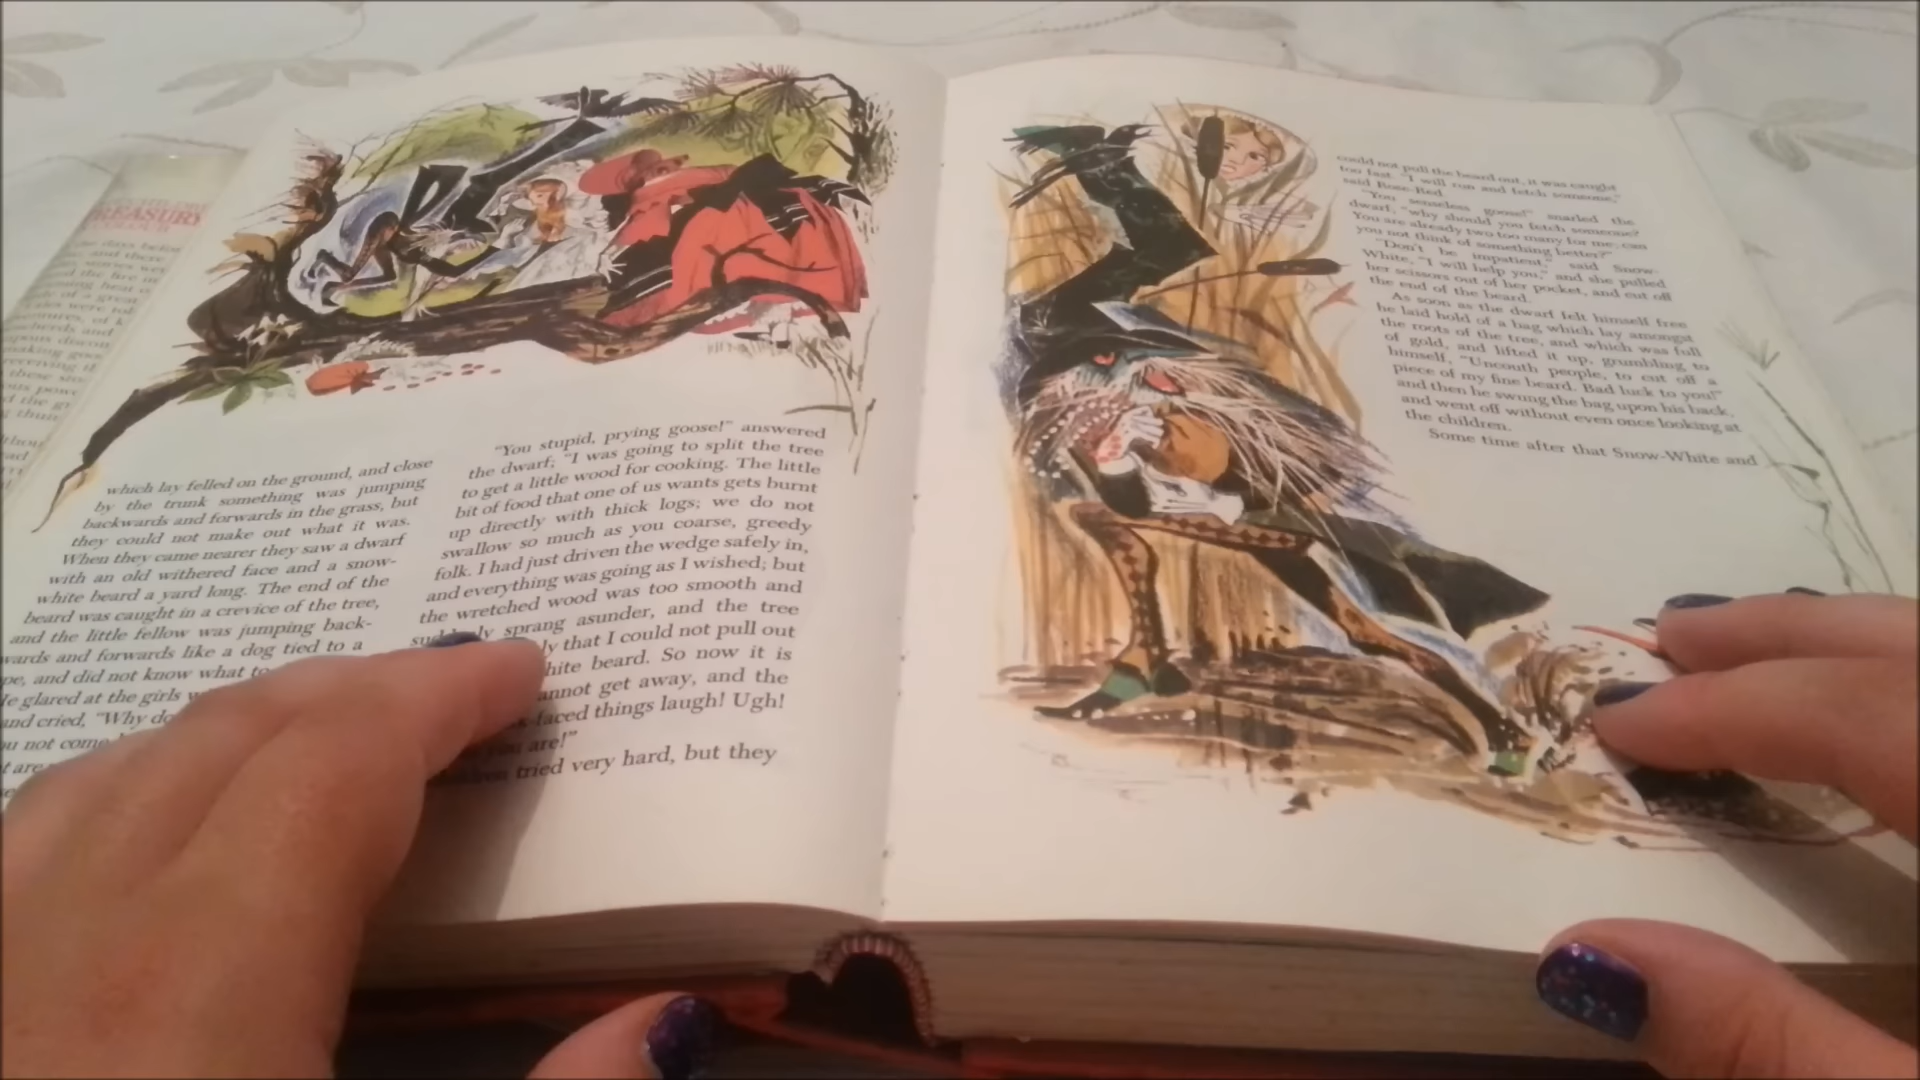 TREASURY
which lay felled on the ground, and close
by the trunk something was jumping
backwards and forwards in the grass, but
they could not make out what it was.
When they came nearer they saw a dwarf
with an old withered face and a snow-
white beard a yard long. The end of the
beard was caught in a crevice of the tree,
and the little fellow was jumping back-
wards and forwards like a dog tied to a
and did not know what to
glared at the girls
and cried, "Why do
not come
"You stupid, prying goose!" answered
the dwarf; "I was going to split the tree
to get a little wood for cooking. The little
bit of food that one of us wants gets burnt
up directly with thick logs; we do not
swallow so much as you coarse, greedy
folk. I had just driven the wedge safely in,
and everything was going as I wished; but
the wretched wood was too smooth and
suddenly sprang asunder, and the tree
that I could not pull out
beard. So now it is
get away, and the
things laugh! Ugh!
you are!"
tried very hard, but they
could not pull the beard out, it was caught
too fast. "I will run and fetch someone,"
said Rose-Red.
"You senseless goose!" snarled the
dwarf; "why should you fetch someone?
You are already two too many for me; can
you not think of something better?"
"Don't be impatient," said Snow-
White, "I will help you," and she pulled
her scissors out of her pocket, and cut off
the end of the beard.
As soon as the dwarf felt himself free
he laid hold of a bag which lay amongst
the roots of the tree, and which was full
of gold, and lifted it up, grumbling to
himself, "Uncouth people, to cut off a
piece of my fine beard. Bad luck to you!"
and then he swung the bag upon his back,
and went off without even once looking at
the children.
Some time after that Snow-White and